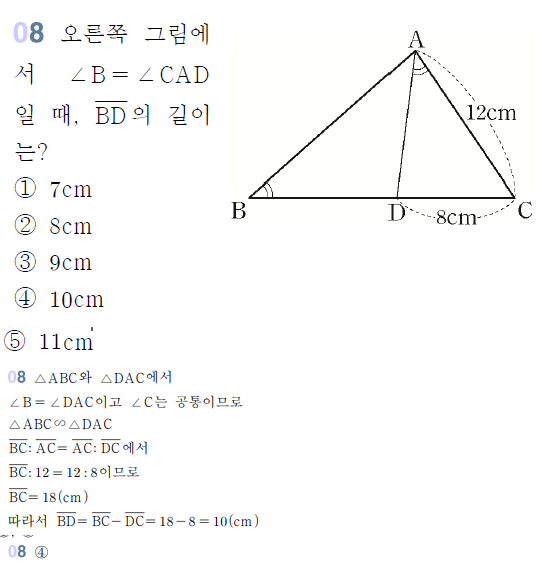 08 오른쪽 그림에
서 ∠B=∠CAD
일 때, BD의 길이
는?
① 7cm
② 8cm
③ 9cm
④ 10cm
⑤ 11cm
A
12cm
B
D
8cm
C
08 △ABC와 △DAC에서
∠B=∠DAC이고 ∠C는 공통이므로
△ABC∽△DAC
BC:AC=AC:DC에서
BC:12=12:8이므로
BC=18(cm)
따라서 BD=BC-DC=18-8=10(cm)
08 ④